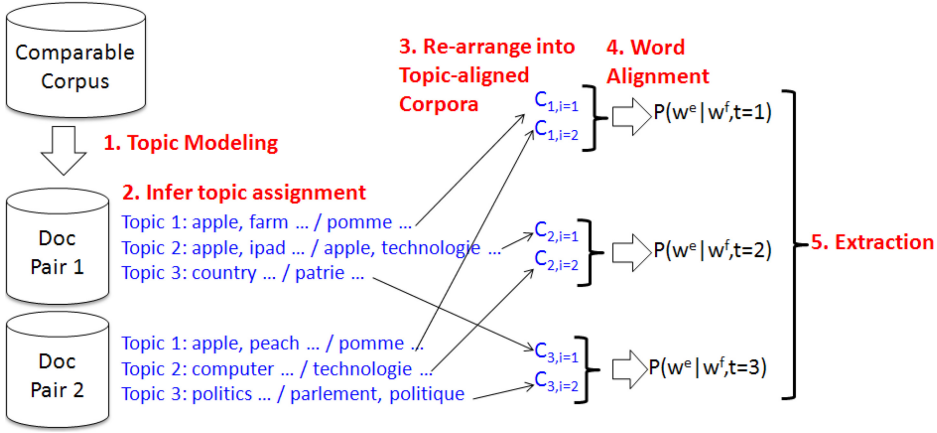 Comparable
Corpus
1. Topic Modeling
2. Infer topic assignment
3. Re-arrange into
Topic-aligned
Corpora
4. Word
Alignment
Doc
Pair 1
Topic 1: apple, farm ... / pomme ...
Topic 2: apple, ipad ... / apple, technologie ...
Topic 3: country ... / patrie ...
Doc
Pair 2
Topic 1: apple, peach ... / pomme ...
Topic 2: computer ... / technologie ...
Topic 3: politics ... / parlement, politique
C1,i=1
C1,i=2
P(wᵉ|wᶠ,t=1)
C2,i=1
C2,i=2
P(wᵉ|wᶠ,t=2)
C3,i=1
C3,i=2
P(wᵉ|wᶠ,t=3)
5. Extraction